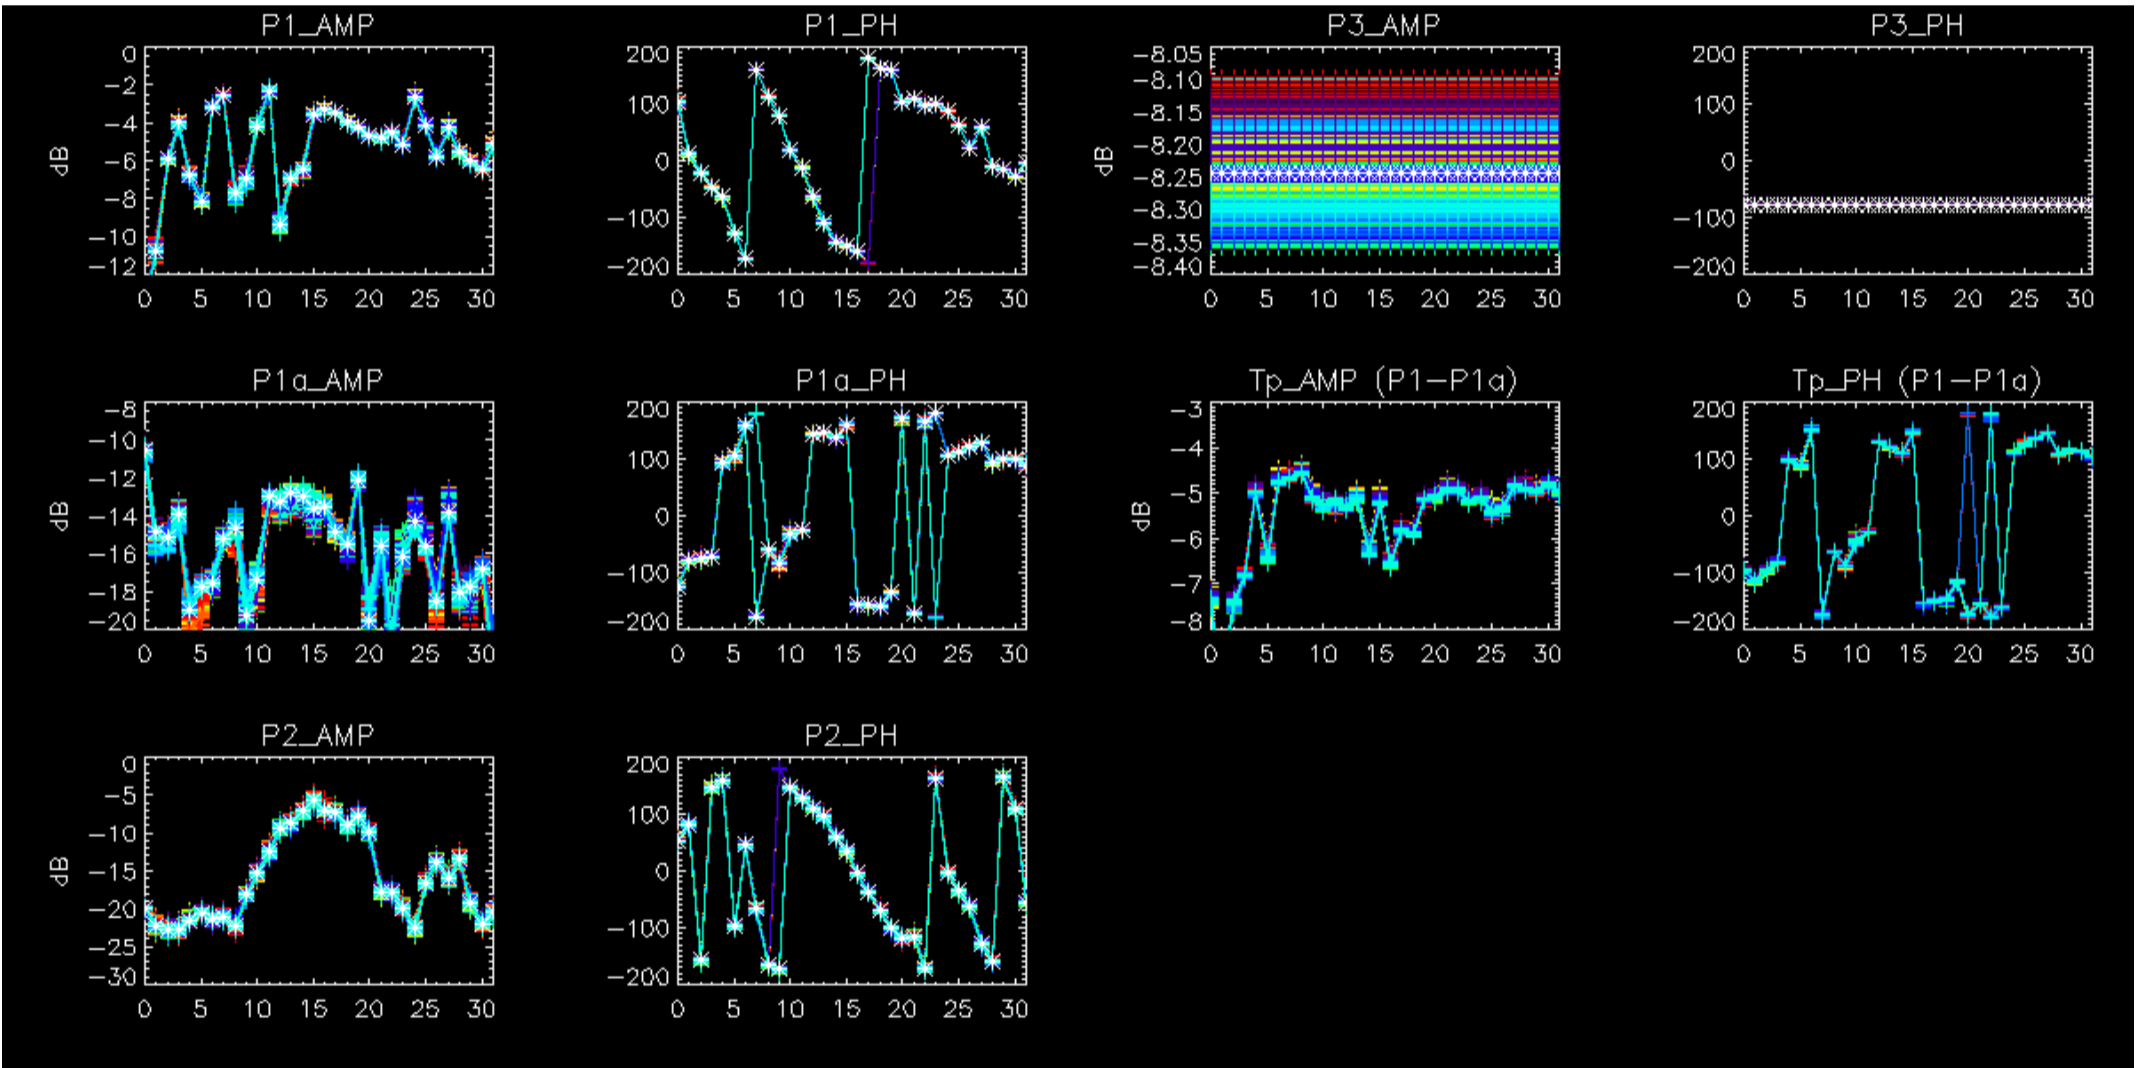 P1_AMP
dB
0
-2
-4
-6
-8
-10
-12
0 5 10 15 20 25 30
P1_PH
200
100
0
-100
-200
0 5 10 15 20 25 30
P3_AMP
dB
-8.05
-8.10
-8.15
-8.20
-8.25
-8.30
-8.35
-8.40
0 5 10 15 20 25 30
P3_PH
200
100
0
-100
-200
0 5 10 15 20 25 30
P1a_AMP
dB
-8
-10
-12
-14
-16
-18
-20
0 5 10 15 20 25 30
P1a_PH
200
100
0
-100
-200
0 5 10 15 20 25 30
Tp_AMP (P1-P1a)
dB
-3
-4
-5
-6
-7
-8
0 5 10 15 20 25 30
Tp_PH (P1-P1a)
200
100
0
-100
-200
0 5 10 15 20 25 30
P2_AMP
dB
0
-5
-10
-15
-20
-25
-30
0 5 10 15 20 25 30
P2_PH
200
100
0
-100
-200
0 5 10 15 20 25 30